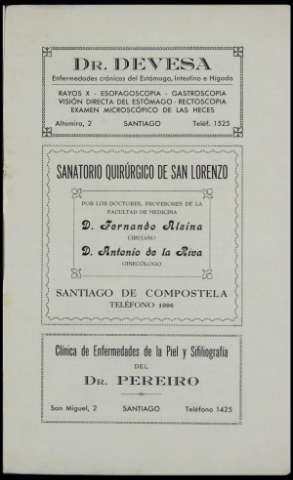 DR. DEVESA
Enfermedades crónicas del Estómago, Intestino e Hígado
RAYOS X - ESOFAGOSCOPIA - GASTROSCOPIA
VISIÓN DIRECTA DEL ESTÓMAGO - RECTOSCOPIA
EXAMEN MICROSCÓPICO DE LAS HECES
Altamira, 2 SANTIAGO Teléf. 1525
SANATORIO QUIRÚRGICO DE SAN LORENZO
POR LOS DOCTORES, PROFESORES DE LA
FACULTAD DE MEDICINA
D. Fernando Alsina
CIRUJANO
D. Antonio de la Riva
GINECÓLOGO
SANTIAGO DE COMPOSTELA
TELÉFONO
Clínica de Enfermedades de la Piel y Sifiliografía
DEL
DR. PEREIRO
San Miguel, 2 SANTIAGO Teléfono 1425